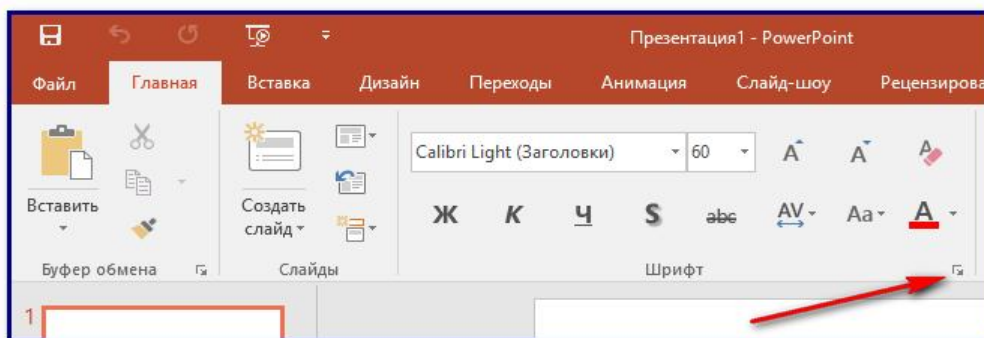 Презентация1 - PowerPoint
Файл Главная Вставка Дизайн Переходы Анимация Слайд-шоу Рецензирова
Calibri Light (Заголовки) 60 A A A
Вставить Создать слайд Ж К Ч S abc AV Aa A
Буфер обмена Слайды Шрифт
1